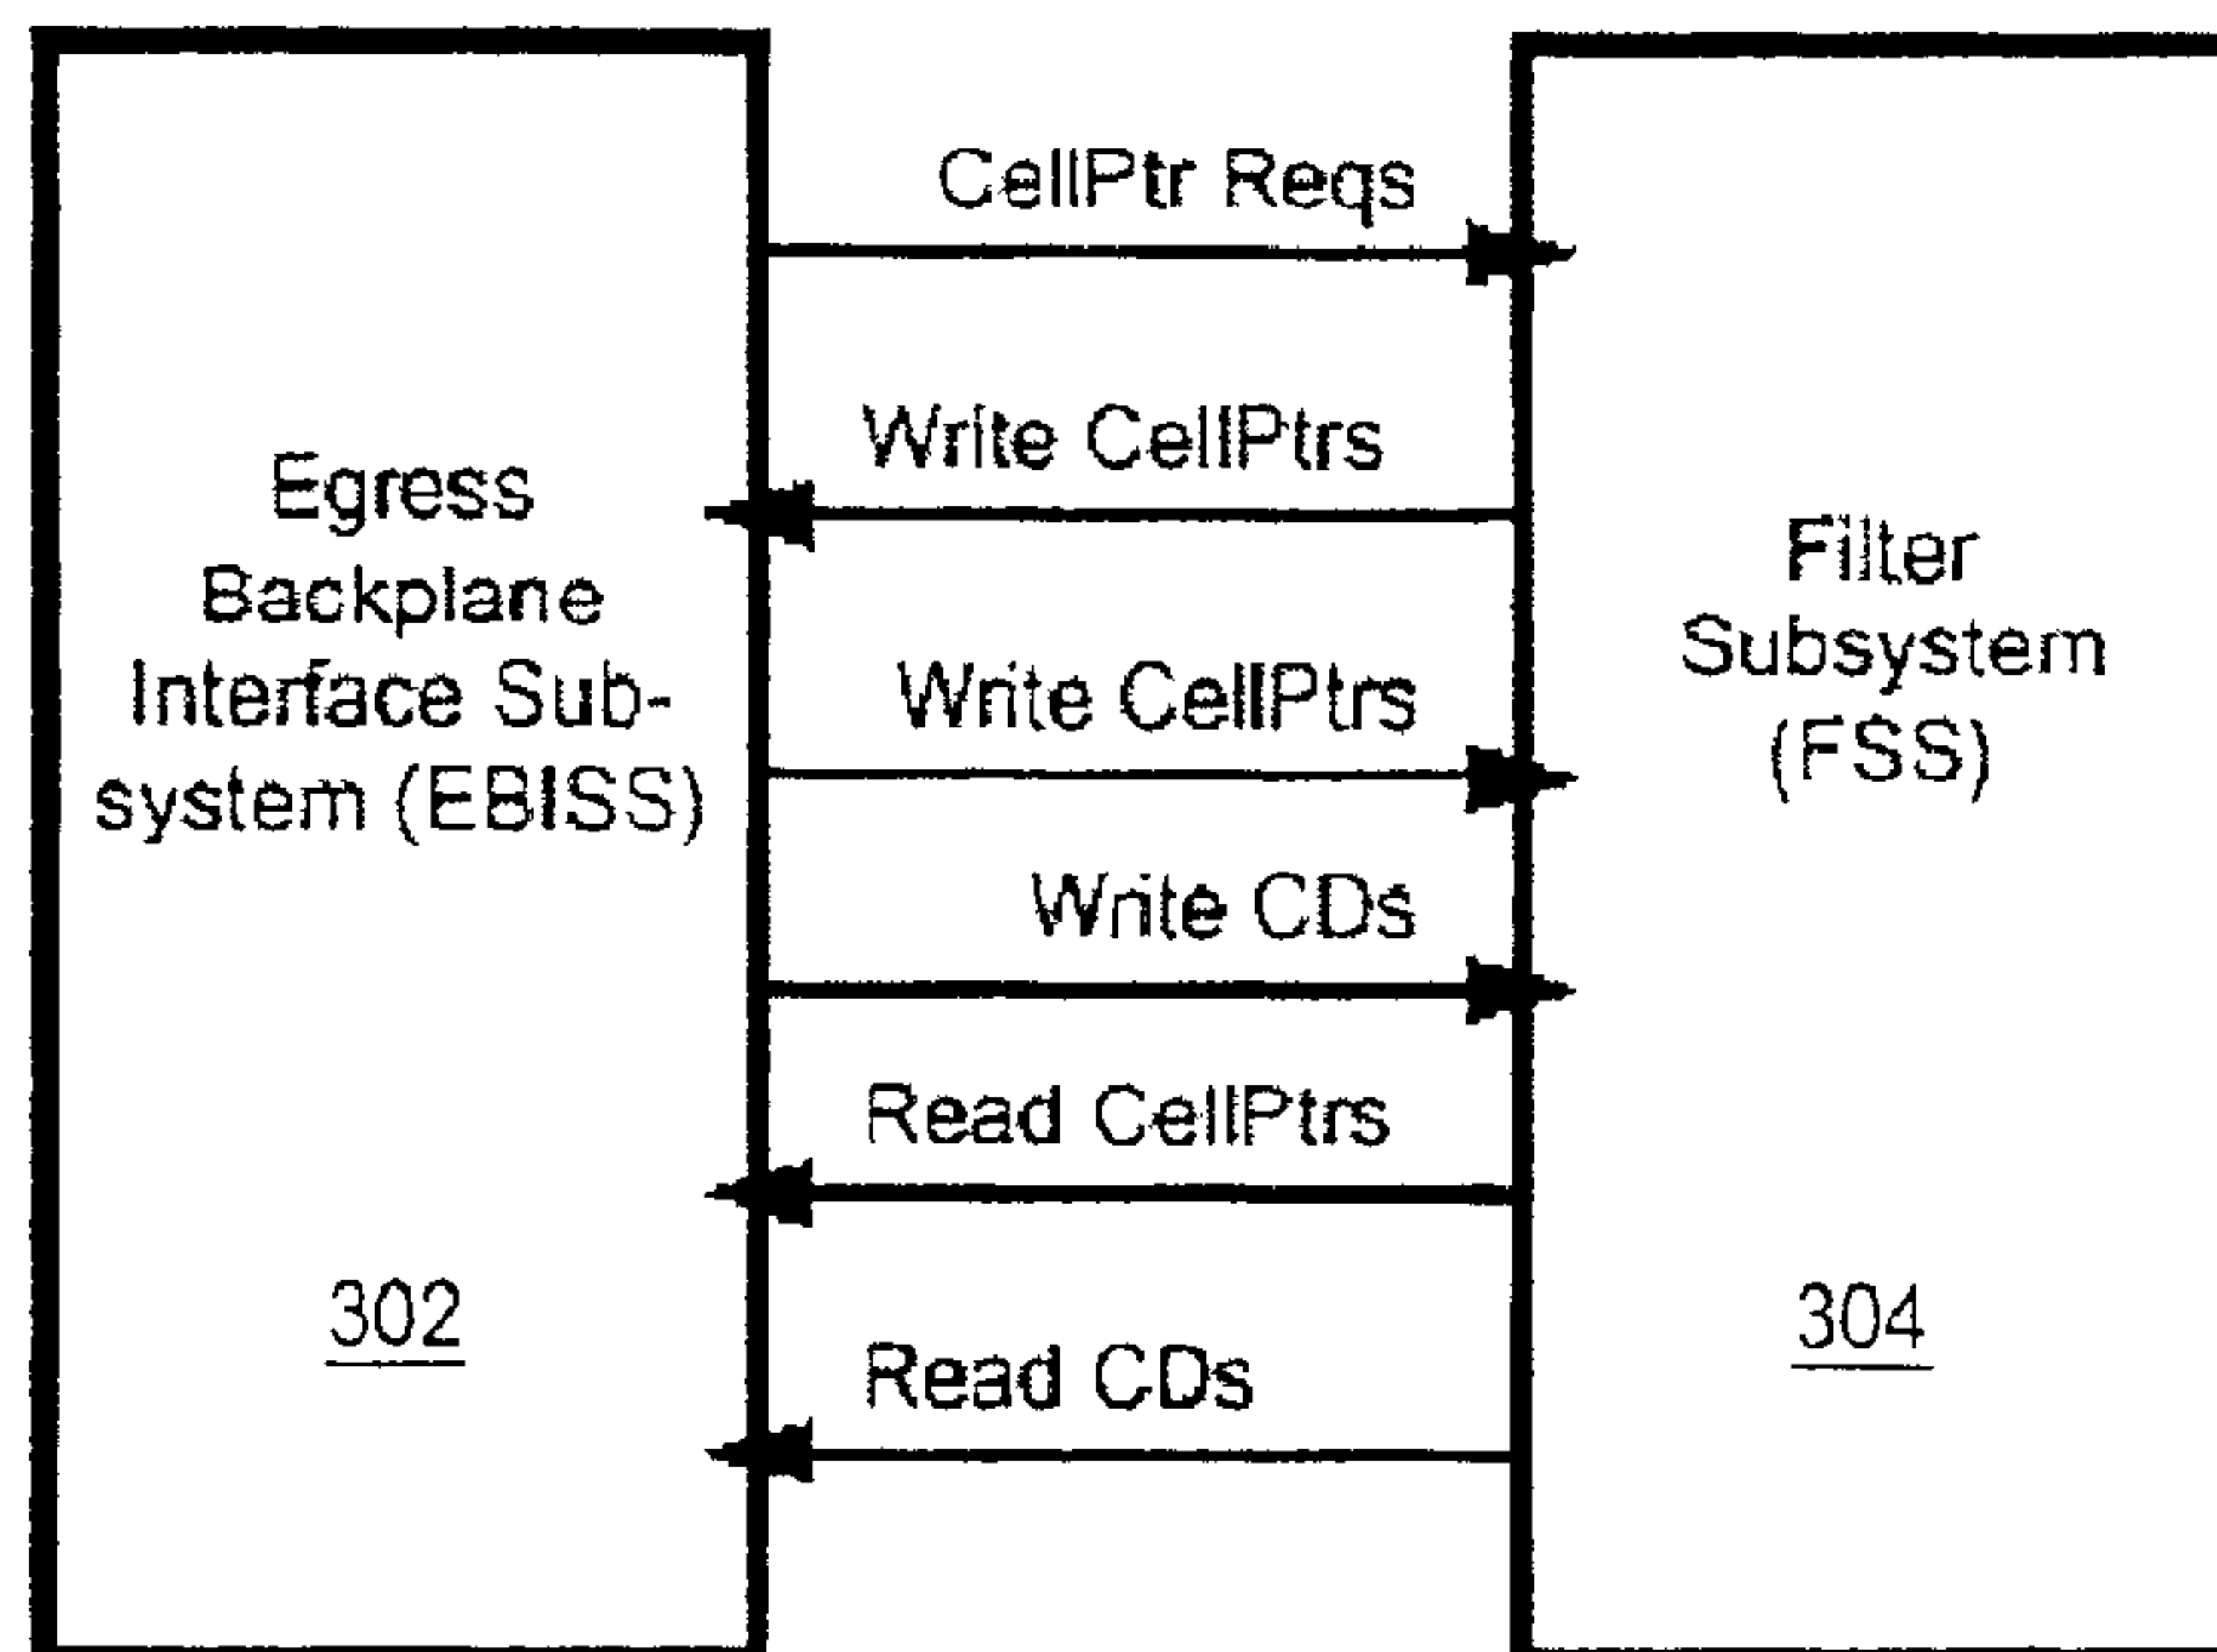 Egress
Backplane
Interface Sub-
system (EBISS)
302
CellPtr Reqs
Write CellPtrs
Write CellPtrs
Write CDs
Read CellPtrs
Read CDs
Filter
Subsystem
(FSS)
304